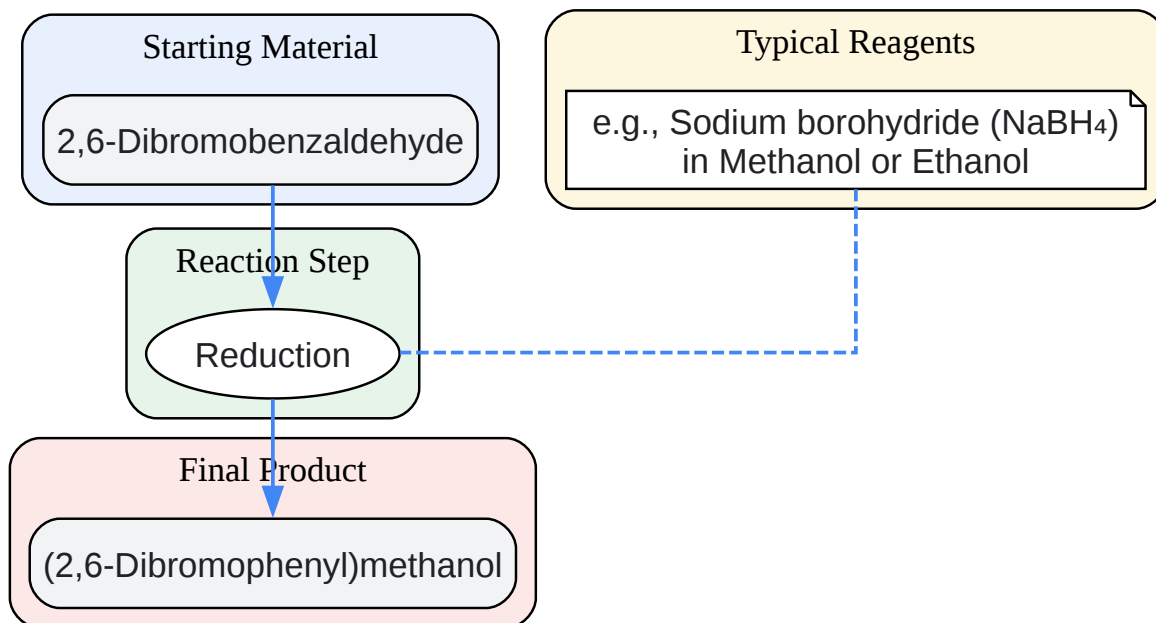 Starting Material
2,6-Dibromobenzaldehyde
Typical Reagents
e.g., Sodium borohydride (NaBH₄)
in Methanol or Ethanol
Reaction Step
Reduction
Final Product
(2,6-Dibromophenyl)methanol